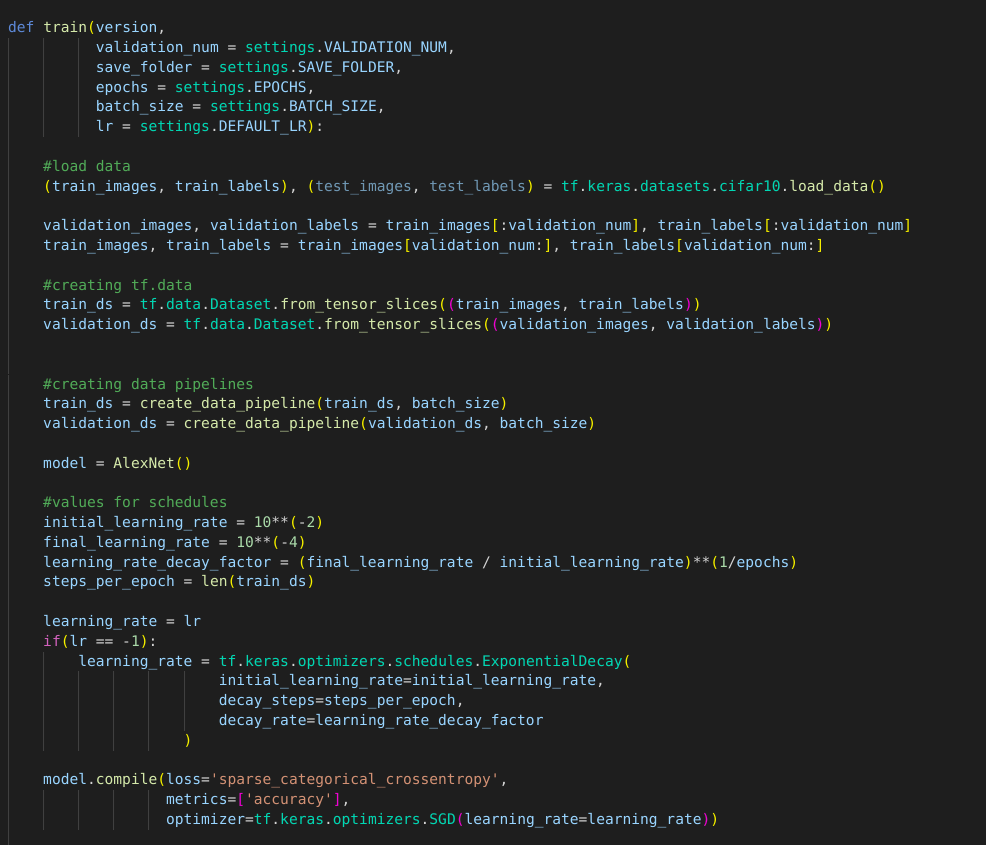 def train(version,
validation_num = settings.VALIDATION_NUM,
save_folder = settings.SAVE_FOLDER,
epochs = settings.EPOCHS,
batch_size = settings.BATCH_SIZE,
lr = settings.DEFAULT_LR):
#load data
(train_images, train_labels), (test_images, test_labels) = tf.keras.datasets.cifar10.load_data()
validation_images, validation_labels = train_images[:validation_num], train_labels[:validation_num]
train_images, train_labels = train_images[validation_num:], train_labels[validation_num:]
#creating tf.data
train_ds = tf.data.Dataset.from_tensor_slices((train_images, train_labels))
validation_ds = tf.data.Dataset.from_tensor_slices((validation_images, validation_labels))
#creating data pipelines
train_ds = create_data_pipeline(train_ds, batch_size)
validation_ds = create_data_pipeline(validation_ds, batch_size)
model = AlexNet()
#values for schedules
initial_learning_rate = 10**(-2)
final_learning_rate = 10**(-4)
learning_rate_decay_factor = (final_learning_rate / initial_learning_rate)**(1/epochs)
steps_per_epoch = len(train_ds)
learning_rate = lr
if(lr == -1):
learning_rate = tf.keras.optimizers.schedules.ExponentialDecay(
initial_learning_rate=initial_learning_rate,
decay_steps=steps_per_epoch,
decay_rate=learning_rate_decay_factor
)
model.compile(loss='sparse_categorical_crossentropy',
metrics=['accuracy'],
optimizer=tf.keras.optimizers.SGD(learning_rate=learning_rate))